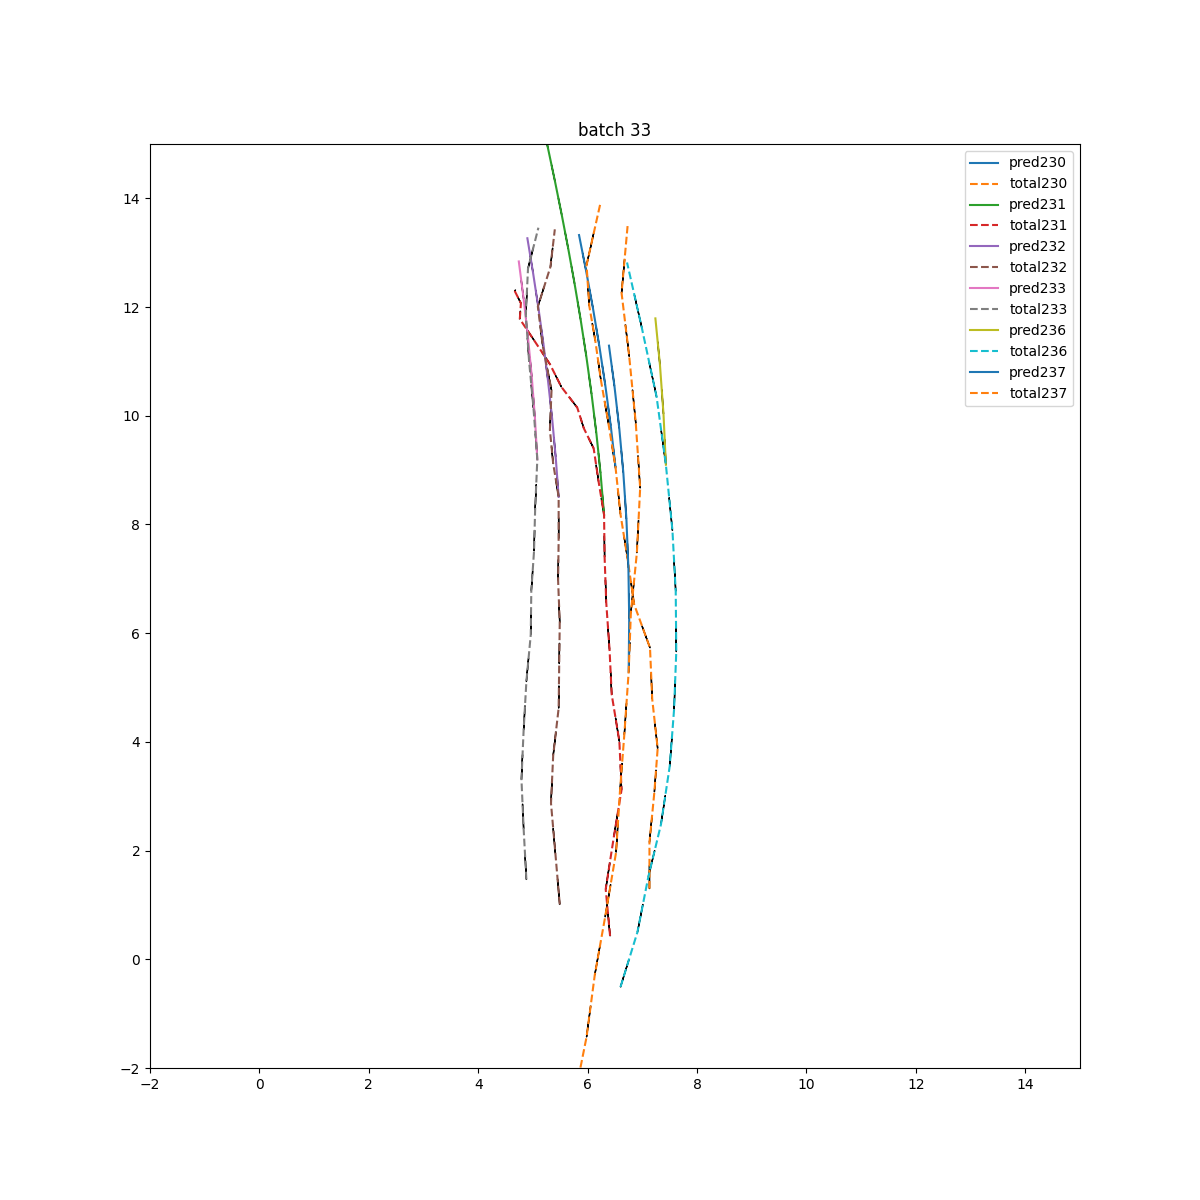 batch 33
pred230
total230
pred231
total231
pred232
total232
pred233
total233
pred236
total236
pred237
total237
14
12
10
8
6
4
2
0
−2
−2 0 2 4 6 8 10 12 14